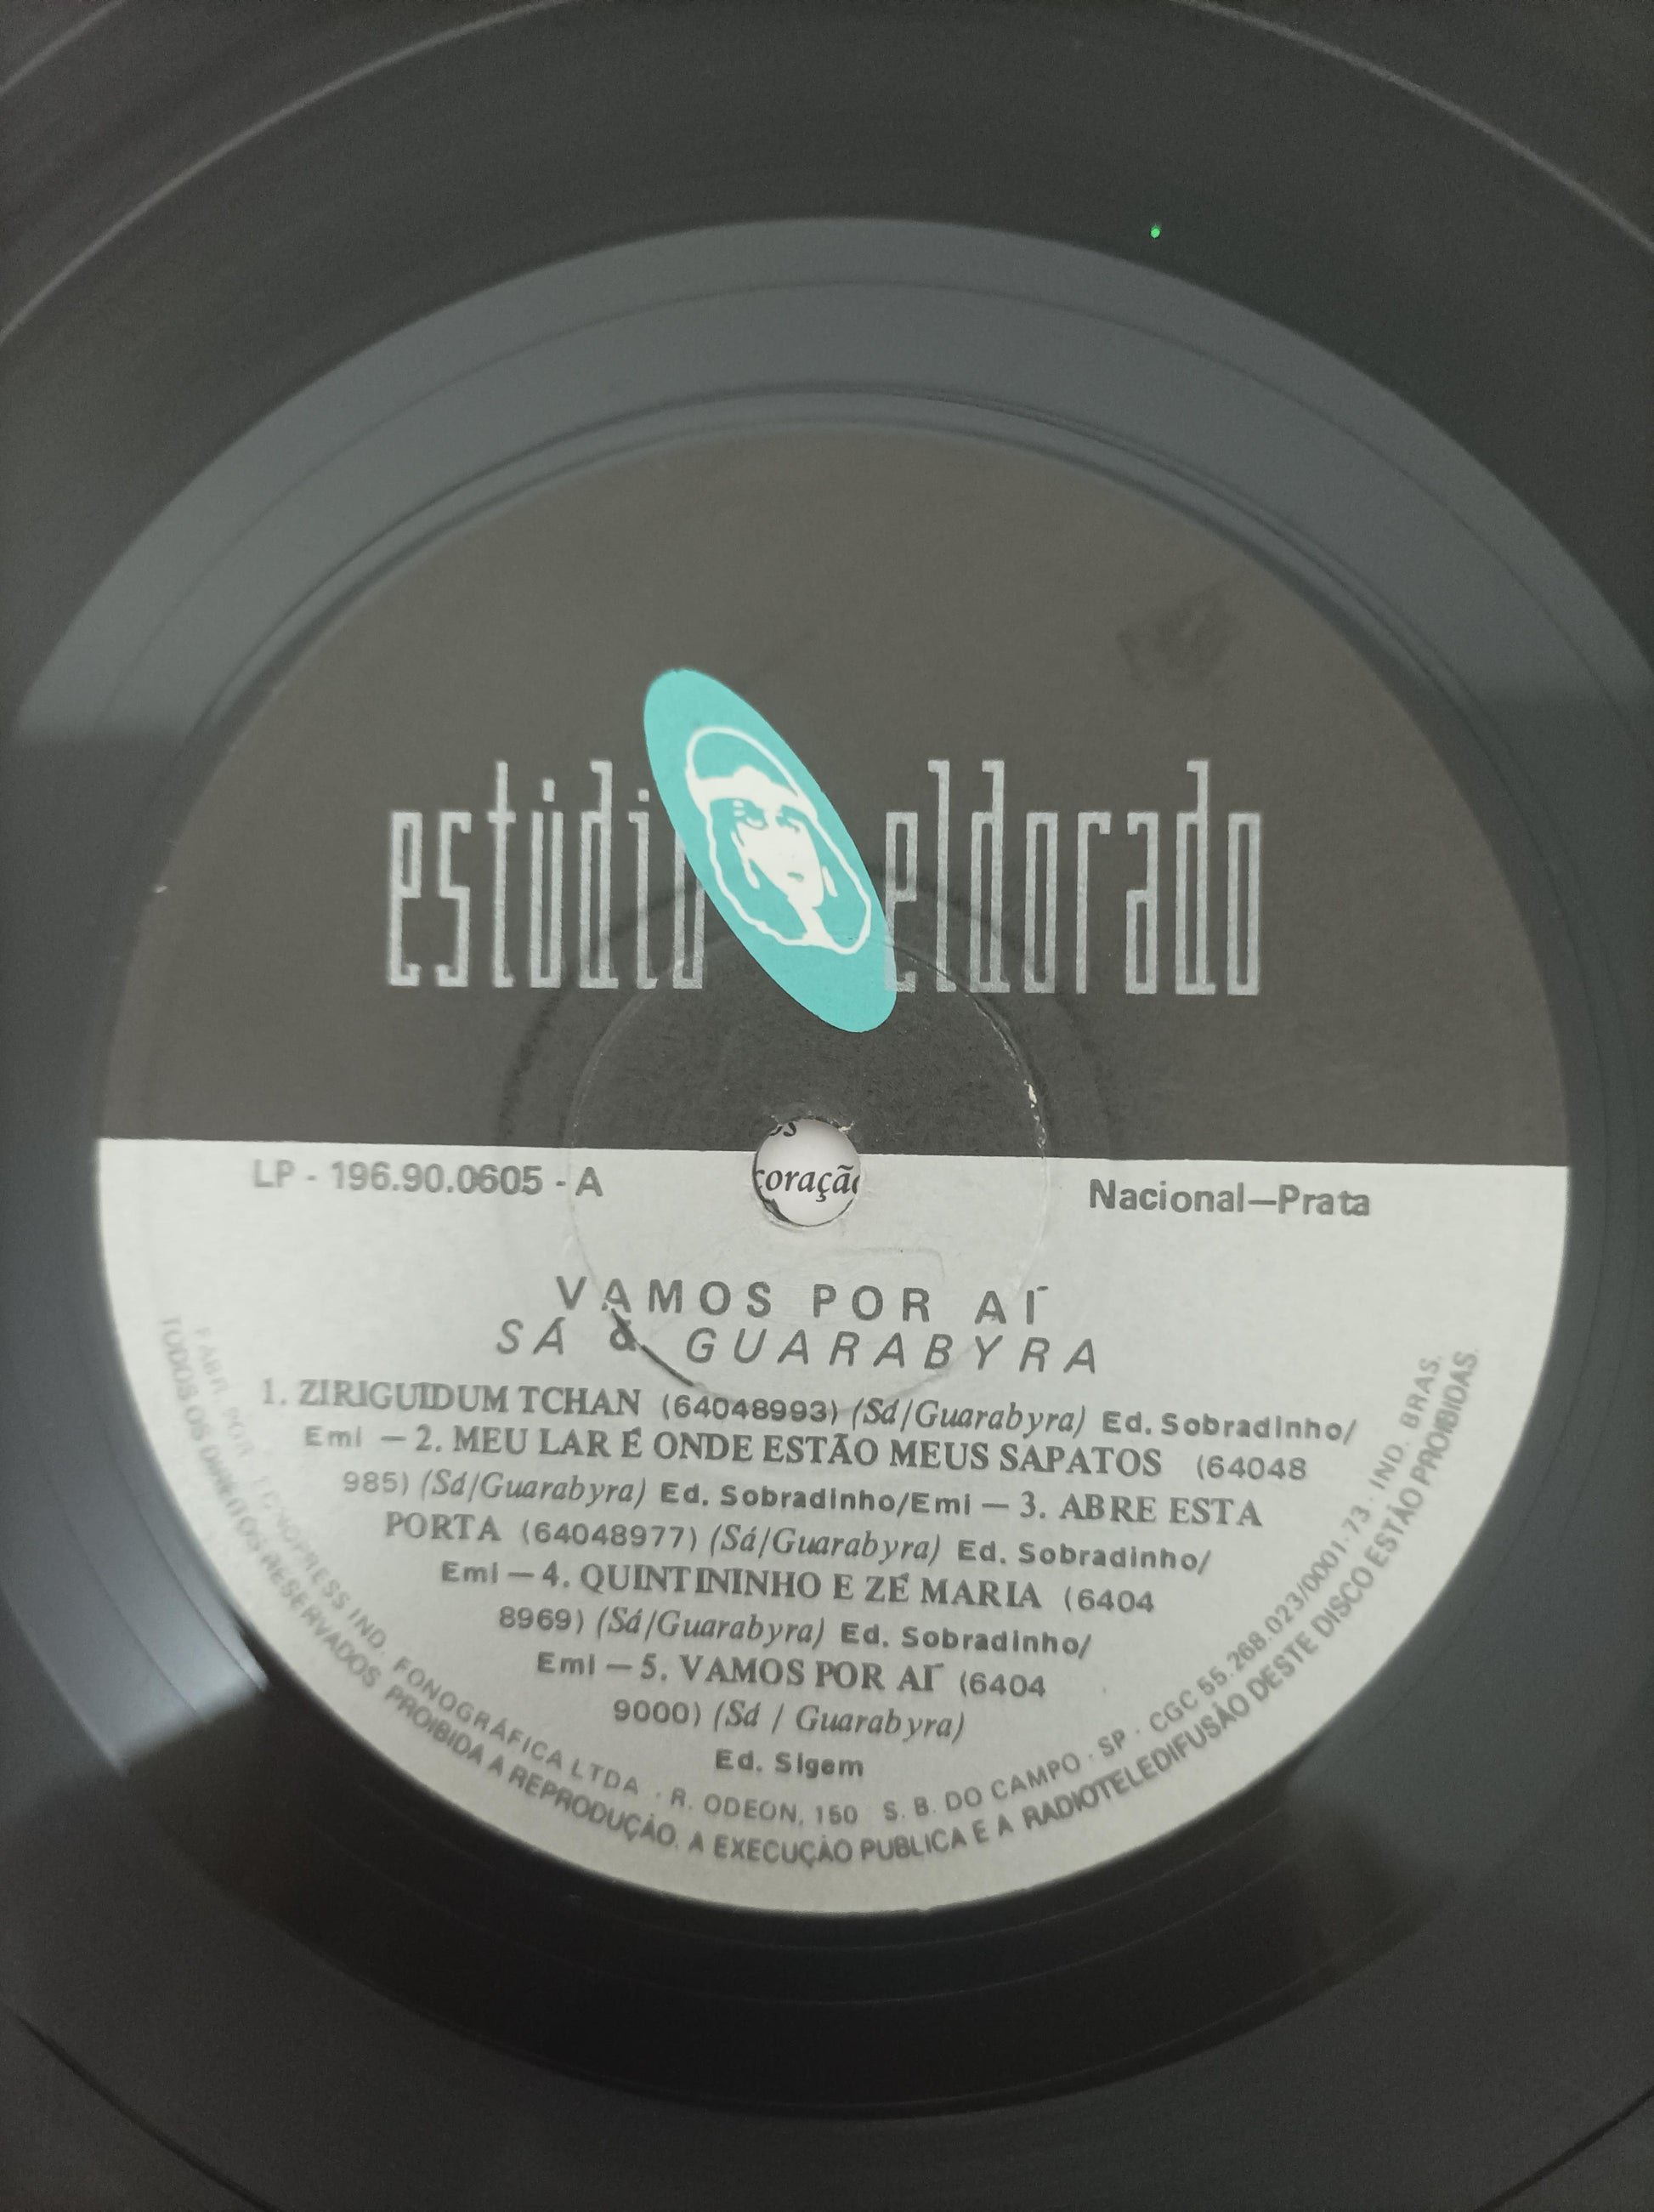 estúdio eldorado
os
coração
LP - 196.90.0605 - A
Nacional—Prata
VAMOS POR AÍ
SÁ & GUARABYRA
1. ZIRIGUIDUM TCHAN (64048993) (Sá/Guarabyra) Ed. Sobradinho/
Emi — 2. MEU LAR É ONDE ESTÃO MEUS SAPATOS (64048
985) (Sá/Guarabyra) Ed. Sobradinho/Emi — 3. ABRE ESTA
PORTA (64048977) (Sá/Guarabyra) Ed. Sobradinho/
Emi — 4. QUINTININHO E ZÉ MARIA (6404
8969) (Sá/Guarabyra) Ed. Sobradinho/
Emi — 5. VAMOS POR AÍ (6404
9000) (Sá / Guarabyra)
Ed. Sigem
FABR. POR TECNOPRESS IND. FONOGRÁFICA LTDA . R. ODEON, 150 S. B. DO CAMPO . SP . CGC 55.268.023/0001-73 . IND. BRAS.
TODOS OS DIREITOS RESERVADOS. PROIBIDA A REPRODUÇÃO. A EXECUÇÃO PUBLICA E A RADIOTELEDIFUSÃO DESTE DISCO ESTÃO PROIBIDAS.